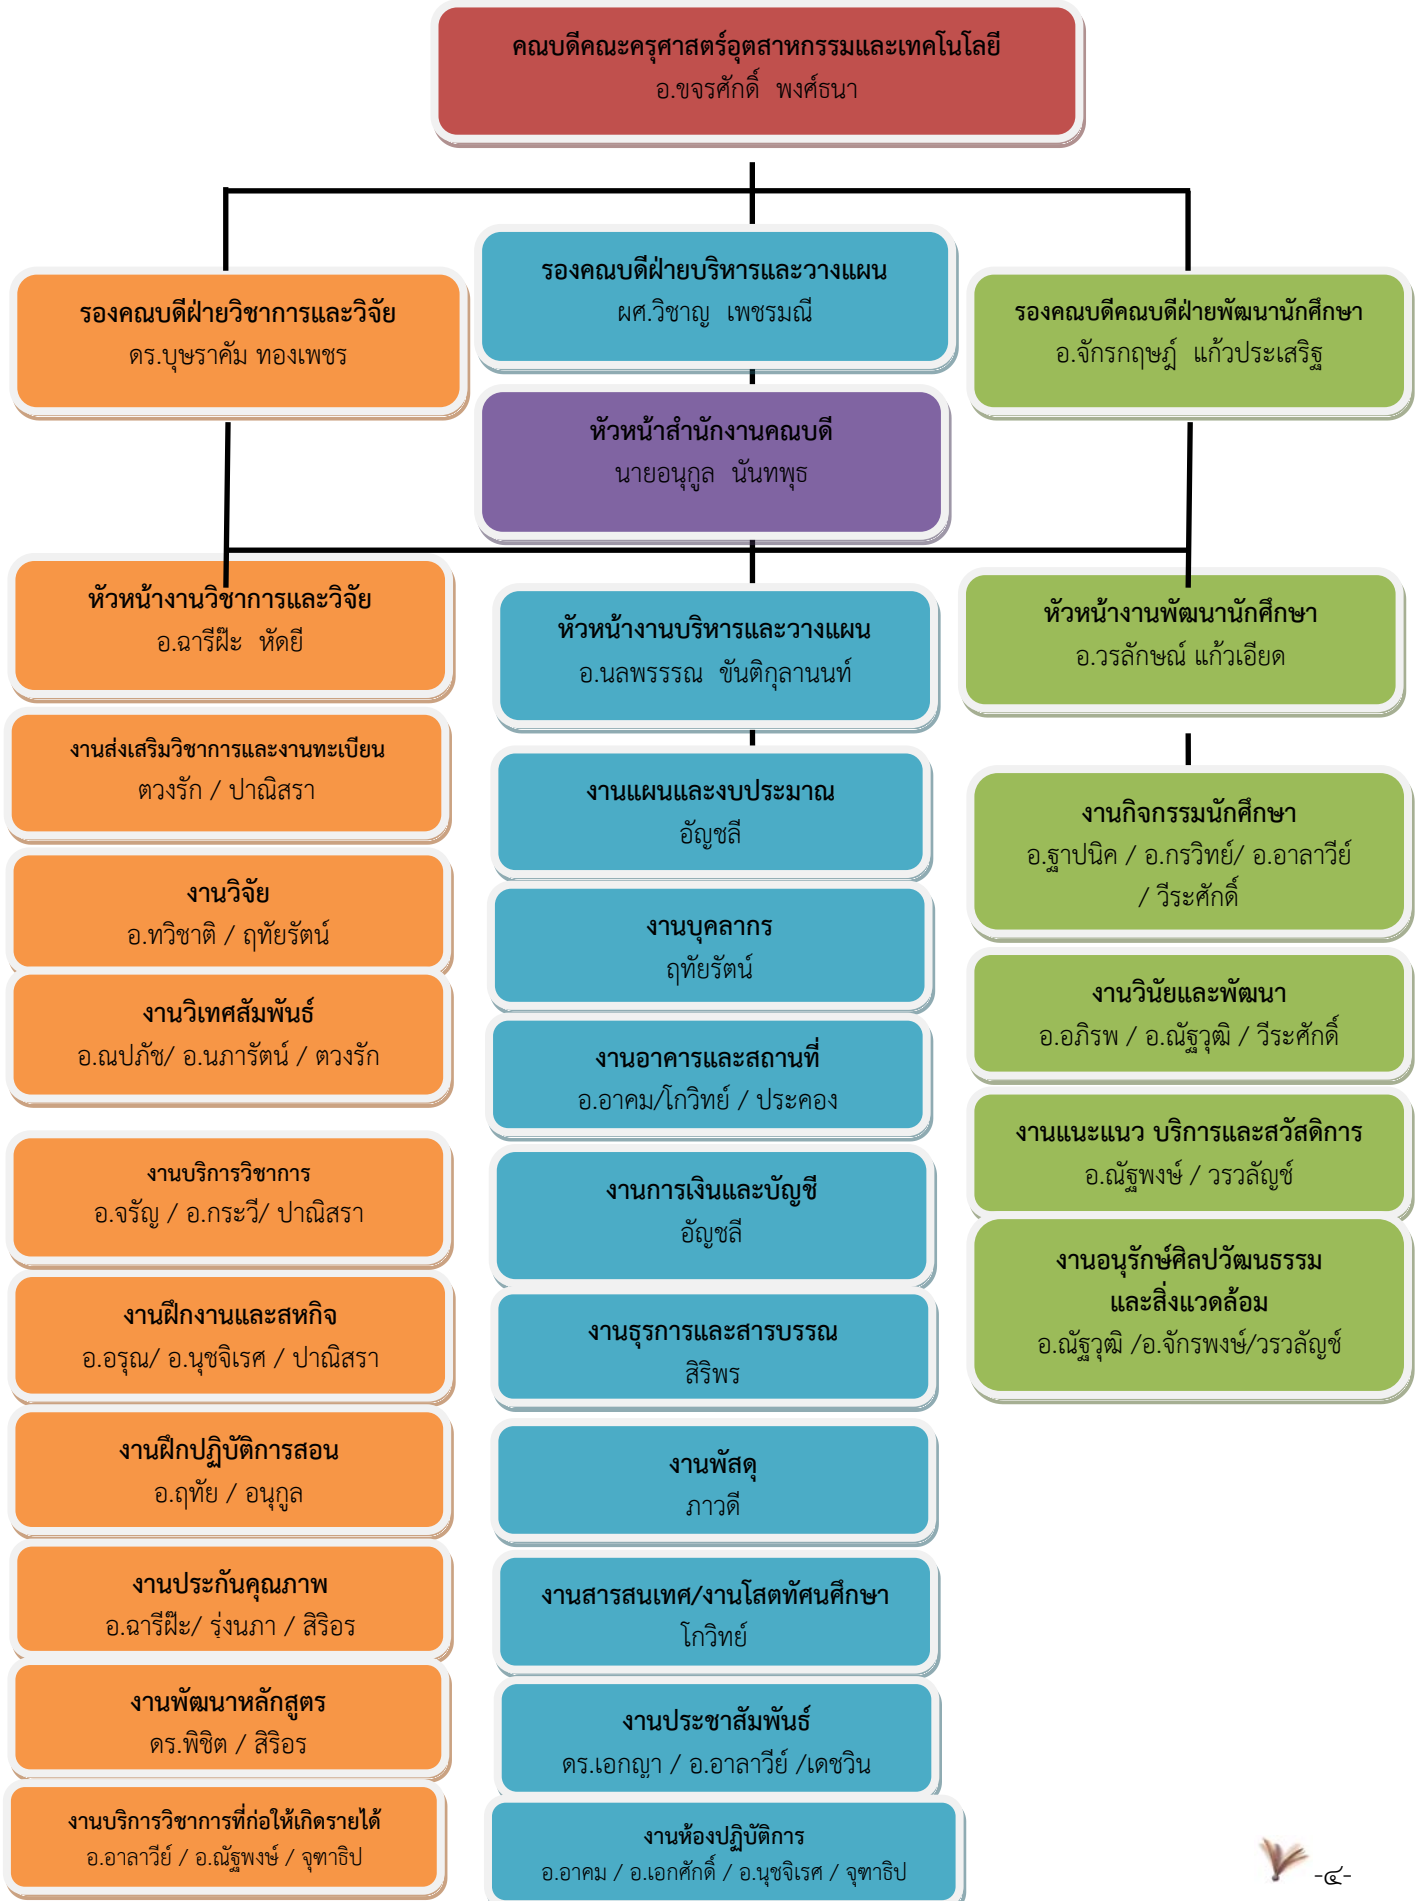 คณบดีคณะครุศาสตร์อุตสาหกรรมและเทคโนโลยี
อ.ขจรศักดิ์ พงศ์ธนา
รองคณบดีฝ่ายวิชาการและวิจัย
ดร.บุษราคัม ทองเพชร
รองคณบดีฝ่ายบริหารและวางแผน
ผศ.วิชาญ เพชรมณี
รองคณบดีคณบดีฝ่ายพัฒนานักศึกษา
อ.จักรกฤษฎ์ แก้วประเสริฐ
หัวหน้าสำนักงานคณบดี
นายอนุกูล นันทพุธ
หัวหน้างานวิชาการและวิจัย
อ.ฉารีฝ๊ะ หัดยี
งานส่งเสริมวิชาการและงานทะเบียน
ตวงรัก / ปาณิสรา
งานวิจัย
อ.ทวิชาติ / ฤทัยรัตน์
งานวิเทศสัมพันธ์
อ.ณปภัช/ อ.นภารัตน์ / ตวงรัก
งานบริการวิชาการ
อ.จรัญ / อ.กระวี/ ปาณิสรา
งานฝึกงานและสหกิจ
อ.อรุณ/ อ.นุชจิเรศ / ปาณิสรา
งานฝึกปฏิบัติการสอน
อ.ฤทัย / อนุกูล
งานประกันคุณภาพ
อ.ฉารีฝ๊ะ/ รุ่งนภา / สิริอร
งานพัฒนาหลักสูตร
ดร.พิชิต / สิริอร
งานบริการวิชาการที่ก่อให้เกิดรายได้
อ.อาลาวีย์ / อ.ณัฐพงษ์ / จุฑาธิป
หัวหน้างานบริหารและวางแผน
อ.นลพรรรณ ขันติกุลานนท์
งานแผนและงบประมาณ
อัญชลี
งานบุคลากร
ฤทัยรัตน์
งานอาคารและสถานที่
อ.อาคม/โกวิทย์ / ประคอง
งานการเงินและบัญชี
อัญชลี
งานธุรการและสารบรรณ
สิริพร
งานพัสดุ
ภาวดี
งานสารสนเทศ/งานโสตทัศนศึกษา
โกวิทย์
งานประชาสัมพันธ์
ดร.เอกญา / อ.อาลาวีย์ /เดชวิน
งานห้องปฏิบัติการ
อ.อาคม / อ.เอกศักดิ์ / อ.นุชจิเรศ / จุฑาธิป
หัวหน้างานพัฒนานักศึกษา
อ.วรลักษณ์ แก้วเอียด
งานกิจกรรมนักศึกษา
อ.ฐาปนิค / อ.กรวิทย์/ อ.อาลาวีย์
/ วีระศักดิ์
งานวินัยและพัฒนา
อ.อภิรพ / อ.ณัฐวุฒิ / วีระศักดิ์
งานแนะแนว บริการและสวัสดิการ
อ.ณัฐพงษ์ / วรวลัญช์
งานอนุรักษ์ศิลปวัฒนธรรม
และสิ่งแวดล้อม
อ.ณัฐวุฒิ /อ.จักรพงษ์/วรวลัญช์
-๔-